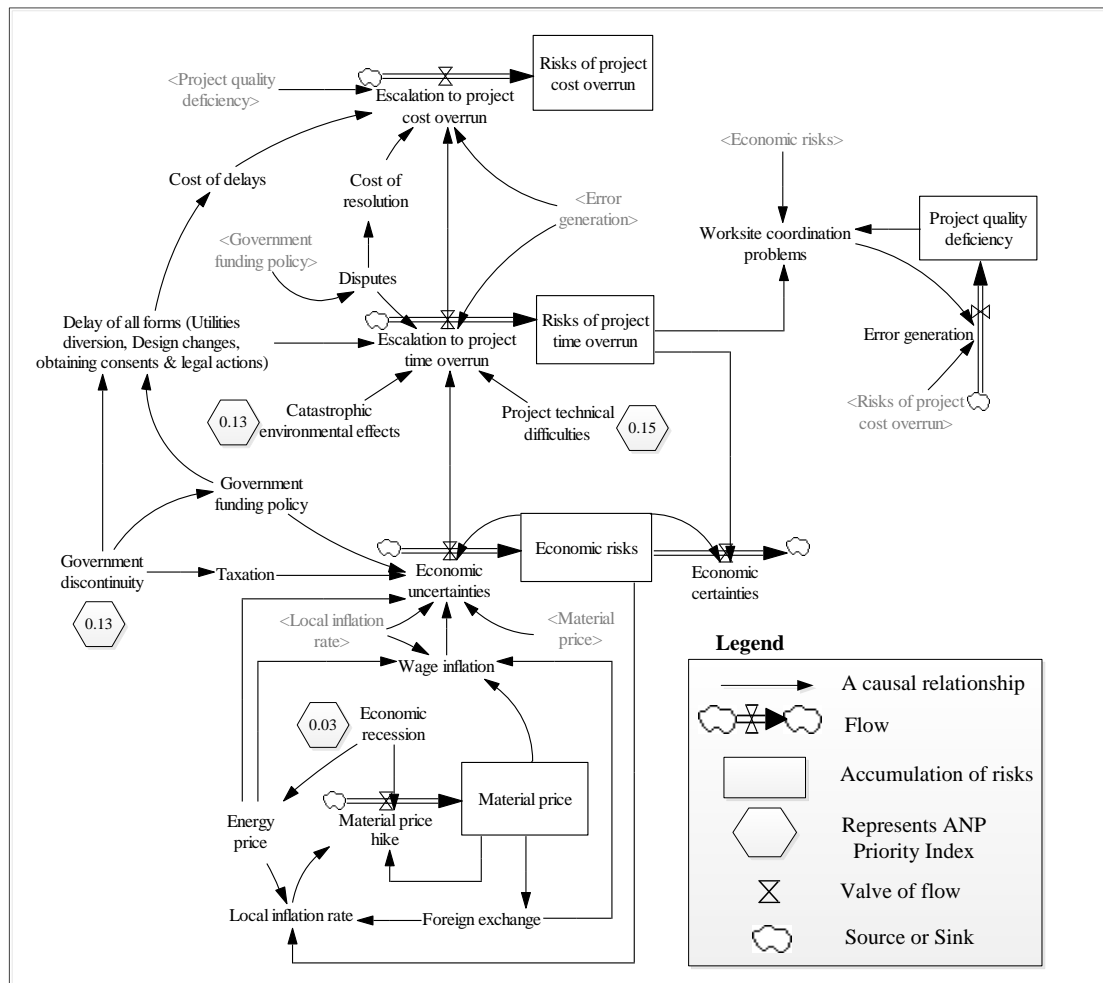 <Project quality
deficiency>
Escalation to project
cost overrun
Risks of project
cost overrun
Cost of delays
Cost of
resolution
<Error
generation>
<Economic risks>
Worksite coordination
problems
Project quality
deficiency
<Government
funding policy>
Disputes
Delay of all forms (Utilities
diversion, Design changes,
obtaining consents & legal actions)
Escalation to project
time overrun
Risks of project
time overrun
Error generation
<Risks of project
cost overrun>
0.13
Catastrophic
environmental effects
Project technical
difficulties
0.15
Government
funding policy
Government
discontinuity
0.13
Taxation
Economic
uncertainties
Economic risks
Economic
certainties
<Local inflation
rate>
<Material
price>
Wage inflation
0.03
Economic
recession
Energy
price
Material price
hike
Material price
Local inflation rate
Foreign exchange
Legend
A causal relationship
Flow
Accumulation of risks
Represents ANP
Priority Index
Valve of flow
Source or Sink